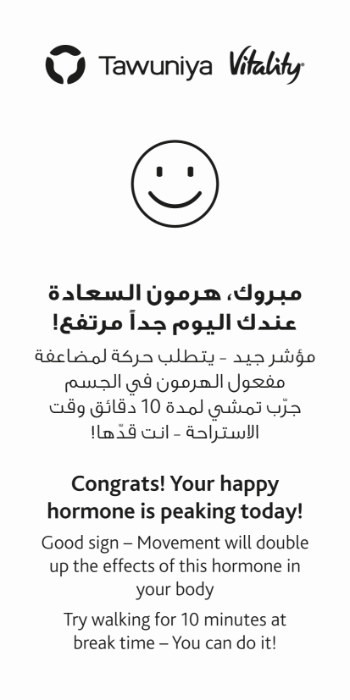 Tawuniya Vitality
مبروك، هرمون السعادة
عندك اليوم جداً مرتفع!
مؤشر جيد - يتطلب حركة لمضاعفة
مفعول الهرمون في الجسم
جرّب تمشي لمدة 10 دقائق وقت
الاستراحة - انت قدّها!
Congrats! Your happy
hormone is peaking today!
Good sign – Movement will double
up the effects of this hormone in
your body
Try walking for 10 minutes at
break time – You can do it!